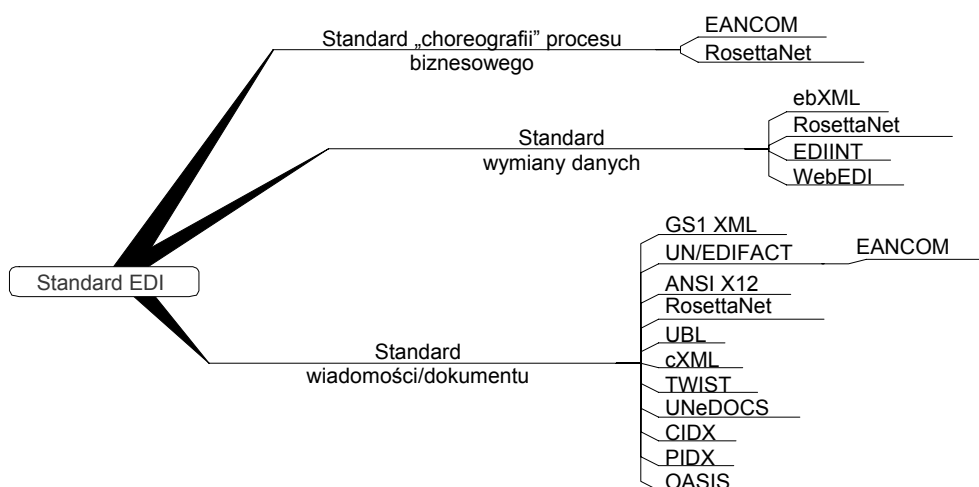 Standard „choreografii” procesu
biznesowego
EANCOM
RosettaNet
Standard
wymiany danych
ebXML
RosettaNet
EDIINT
WebEDI
Standard EDI
Standard
wiadomości/dokumentu
GS1 XML
UN/EDIFACT
EANCOM
ANSI X12
RosettaNet
UBL
cXML
TWIST
UNeDOCS
CIDX
PIDX
OASIS